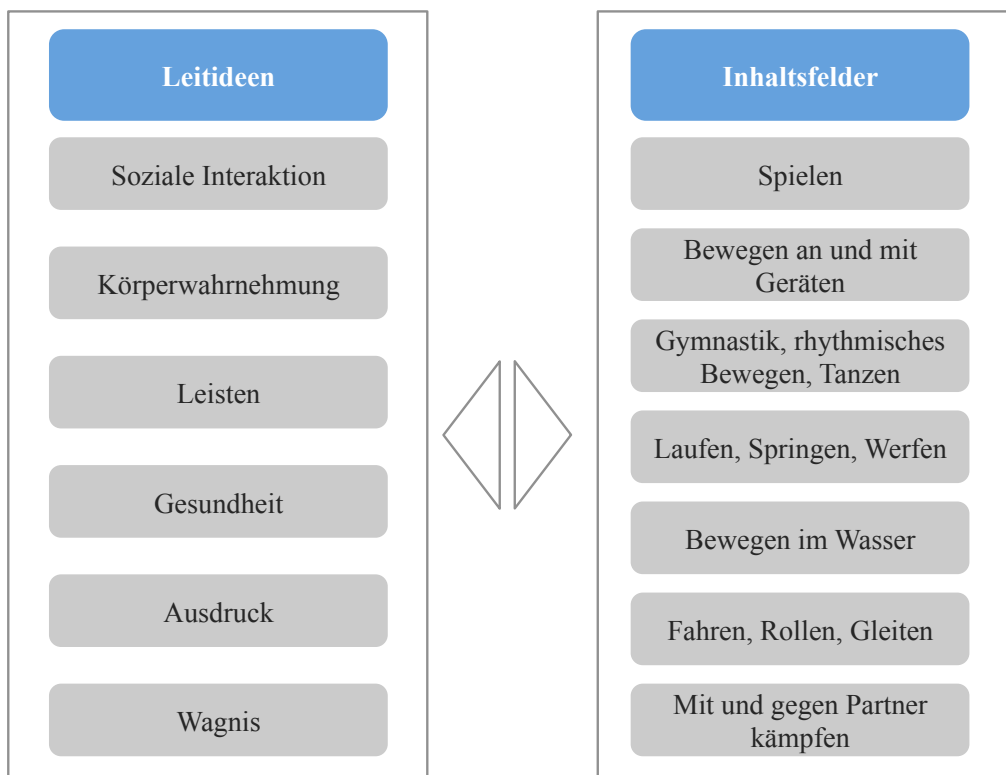 Leitideen
Soziale Interaktion
Körperwahrnehmung
Leisten
Gesundheit
Ausdruck
Wagnis
Inhaltsfelder
Spielen
Bewegen an und mit
Geräten
Gymnastik, rhythmisches
Bewegen, Tanzen
Laufen, Springen, Werfen
Bewegen im Wasser
Fahren, Rollen, Gleiten
Mit und gegen Partner
kämpfen